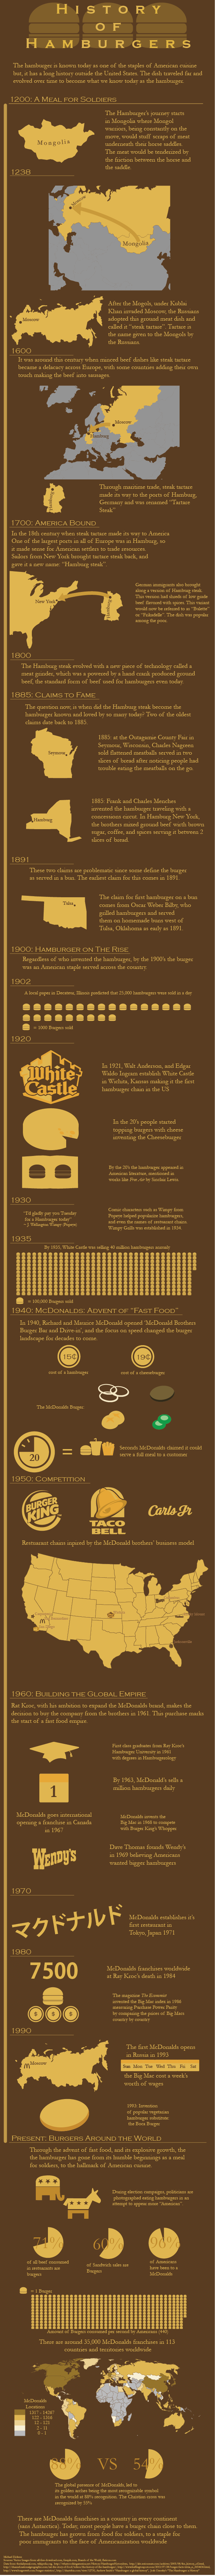 HISTORY
OF
HAMBURGERS
The hamburger is known today as one of the staples of American cuisine
but, it has a long history outside the United States. The dish traveled far and
evolved over time to become what we know today as the hamburger.
1200: A MEAL FOR SOLDIERS
The Hamburger's journey starts
in Mongolia where Mongol
warriors, being constantly on the
move, would stuff scraps of meat
underneath their horse saddles.
The meat would be tenderized by
the friction between the horse and
the saddle.
Mongolia
1238
Moscow
Mongolia
After the Mogols, under Kublai
Khan invaded Moscow, the Russians
adopted this ground meat dish and
called it "steak tartare". Tartare is
the name given to the Mongols by
the Russians.
Moscow
1600
It was around this century when minced beef dishes like steak tartare
became a delacacy across Europe, with some countries adding their own
touch making the beef into sausages.
Moscow
Hamburg
Through maritime trade, steak tartare
made its way to the ports of Hamburg,
Germany and was renamed "Tartare
Steak"
1700: AMERICA BOUND
In the 18th century when steak tartare made its way to America
One of the largest ports in all of Europe was in Hamburg, so
it made sense for American settlers to trade resources.
Sailors from New York brought tartare steak back, and
gave it a new name "Hamburg steak".
New York
German immigrants also brought
along a version of Hamburg steak.
This version had shreds of low grade
beef flavored with spices. This variant
would now be referred to as
The dish was popular
among the poor.
1800
The Hamburg steak evolved with a new piece of technology called a
meat grinder, which was a powered by a hand crack produced ground
beef, the standard form of beef used for hamburgers even today.
1885: CLAIMS TO FAME
The question now, is when did the Hamburg steak become the
hamburger known and loved by so many today? Two of the oldest
claims date back to 1885.
Seymour
1885: at the Outagamie County Fair in
Seymour, Wisconsin, Charles Nagreen
sold flattened meatballs served in two
slices of bread after noticing people had
trouble eating the meatballs on the go.
Hamburg
1885: Frank and Charles Menches
invented the hamburger traveling with a
concession racent. In Hamburg New York,
the brothers mixed ground beef worth brown
sugar, coffee, and spices serving it between 2
slices of bread.
1891
These two claims are problematic since some define the burger
as served in a bun. The earliest claim for this comes in 1891.
Tulsa
The claim for first hamburger on a bun
comes from Oscar Weber Bilby, who
grilled hamburgers and served
them on homemade buns west of
Tulsa, Oklahoma as early as 1891.
1900: HAMBURGER ON THE RISE
Regardless of who invented the hamburger, by the 1900's the burger
was an American staple served across the country.
1902
A local paper in Decatur, Illinois predicted that 25,000 hamburgers were sold in a day.
= 1000 Burgers sold
1920
White
Castle
In 1921, Walt Anderson, and Edgar
Waldo Ingram establish White Castle
in Wichita, Kansas making it the first
hamburger chain in the US
In the 20's people started
topping burgers with cheese
inventing the Cheeseburger.
By the 20's the hamburger appeared in
American literature, mentioned in
works like by Sinclair Lewis
1930
"I'd gladly pay you Tuesday
for a Hamburger today"
- J. Wellington Wimpy (Popeye)
Comic characters such as Wimpy from
Popeye helped popularize hamburgers,
and even the names of restaurant chains.
Wimpy Grills was established in 1934.
1935
By 1935, White Castle was selling 40 million hamburgers annually.
= 100,000 Burgers sold
1940: MCDONALDS: ADVENT OF "FAST FOOD"
In 1940, Richard and Maurice McDonald opened 'McDonald Brothers
Burger Bar and Drive-in', and the focus on speed changed the burger
landscape for decades to come.
15¢
19¢
cost of a hamburger
cost of a cheeseburger
The McDonalds Burger
20
=
Seconds McDonalds claimed it could
serve a full meal to a customer
1950: COMPETITION
BURGER
KING
TACO
BELL
Carl's Jr
Restaurant chains inpired by the McDonald brothers' business model.
1960: BUILDING THE GLOBAL EMPIRE
Ray Kroc, with his ambition to expand the McDonalds brand, makes the
decision to buy the company from the brothers in 1961. This purchase marks
the start of a fast food empire.
First class graduates from Ray Kroc's
Hamburger University in 1961
with degrees in Hamburgerology
1
By 1963, McDonald's sells a
million hamburgers daily
McDonalds goes international
opening a franchise in Canada
in 1967
McDonalds invents the
Big Mac in 1968 to compete
with Burger King's Whopper
WENDY'S
Dave Thomas founds Wendy's
in 1969 believing Americans
wanted bigger hamburgers
1970
マクドナルド
McDonalds establishes it's
first restaurant in
Tokyo, Japan 1971
1980
7500
McDonalds franchises worldwide
at Ray Kroc's death in 1984
$ $ $
The magazine The Economist
invented the Big Mac index in 1986
measuring Purchase Power Parity
by comparing the prices of Big Macs
country by country
1990
Moscow
The first McDonalds opens
in Russia in 1993
Sun Mon Tue Wed Thu Fri Sat
the Big Mac cost a week's
worth of wages
1993: Invention
of popular vegetarian
hamburger substitute
the Boca Burger
PRESENT: BURGERS AROUND THE WORLD
Through the advent of fast food, and its explosive growth, the
the hamburger has gone from its humble beginnings as a meal
for soldiers, to the hallmark of American cuisine.
During election campaigns, politicians are
photographed eating hamburgers in an
attempt to appear more "American"
71%
60%
96%
of all beef consumed
in restaurants are
burgers
of Sandwich sales are
Burgers
of Americans
have been to a
McDonalds
= 1 Burger
Amount of Burgers consumed per second by Americans (440)
There are around 35,000 McDonalds franchises in 113
countries and territories worldwide
McDonalds
Locations
88% VS 54%
The global presence of McDonalds, led to
its golden arches being the most recognizable symbol
in the world at 88% recognition. The Christian cross was
recognized by 54%
There are McDonalds franchises on a country in every continent
(sans Antarctica). Today, most people have a burger chain close to them.
The hamburger has grown from food for soldiers, to a staple for
poor immigrants to the face of Americanization worldwide